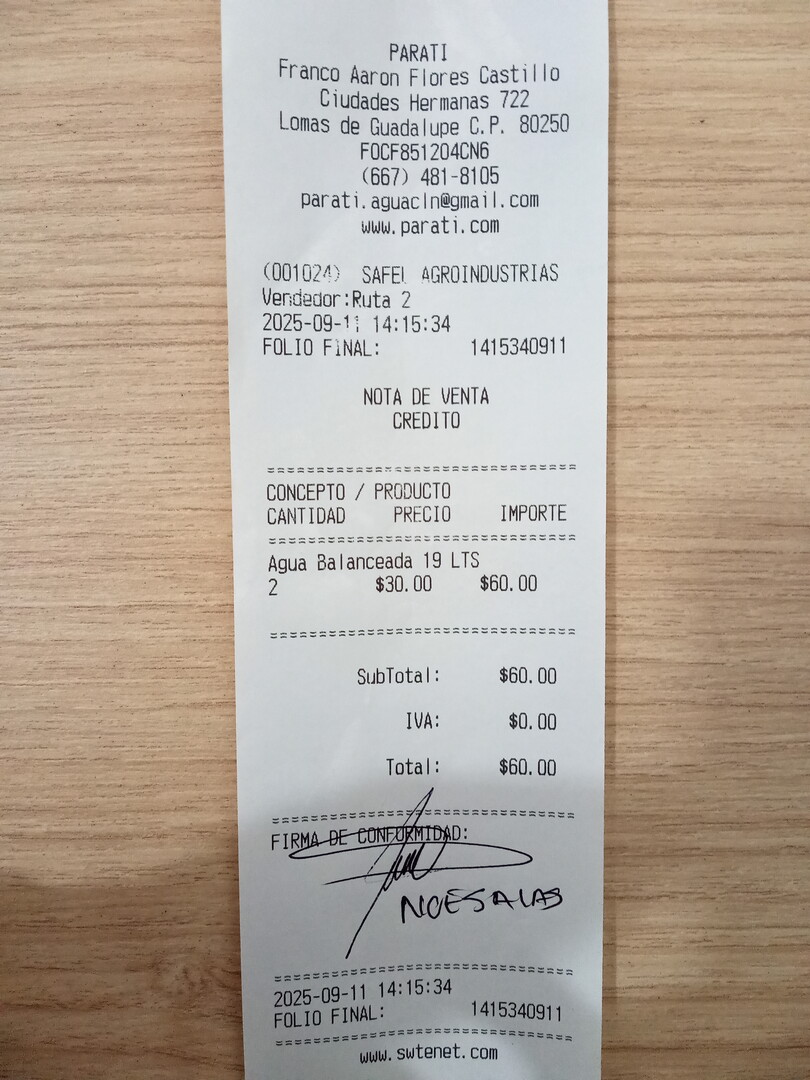 PARATI
Franco Aaron Flores Castillo
Ciudades Hermanas 722
Lomas de Guadalupe C.P. 80250
FOCF851204CN6
(667) 481-8105
parati.aguacln@gmail.com
www.parati.com
(001024) SAFEL AGROINDUSTRIAS
Vendedor:Ruta 2
2025-09-11 14:15:34
FOLIO FINAL: 1415340911
NOTA DE VENTA
CREDITO
CONCEPTO / PRODUCTO
CANTIDAD PRECIO IMPORTE
Agua Balanceada 19 LTS
2 $30.00 $60.00
SubTotal: $60.00
IVA: $0.00
Total: $60.00
FIRMA DE CONFORMIDAD:
NOE SALAS
2025-09-11 14:15:34
FOLIO FINAL: 1415340911
www.swtenet.com